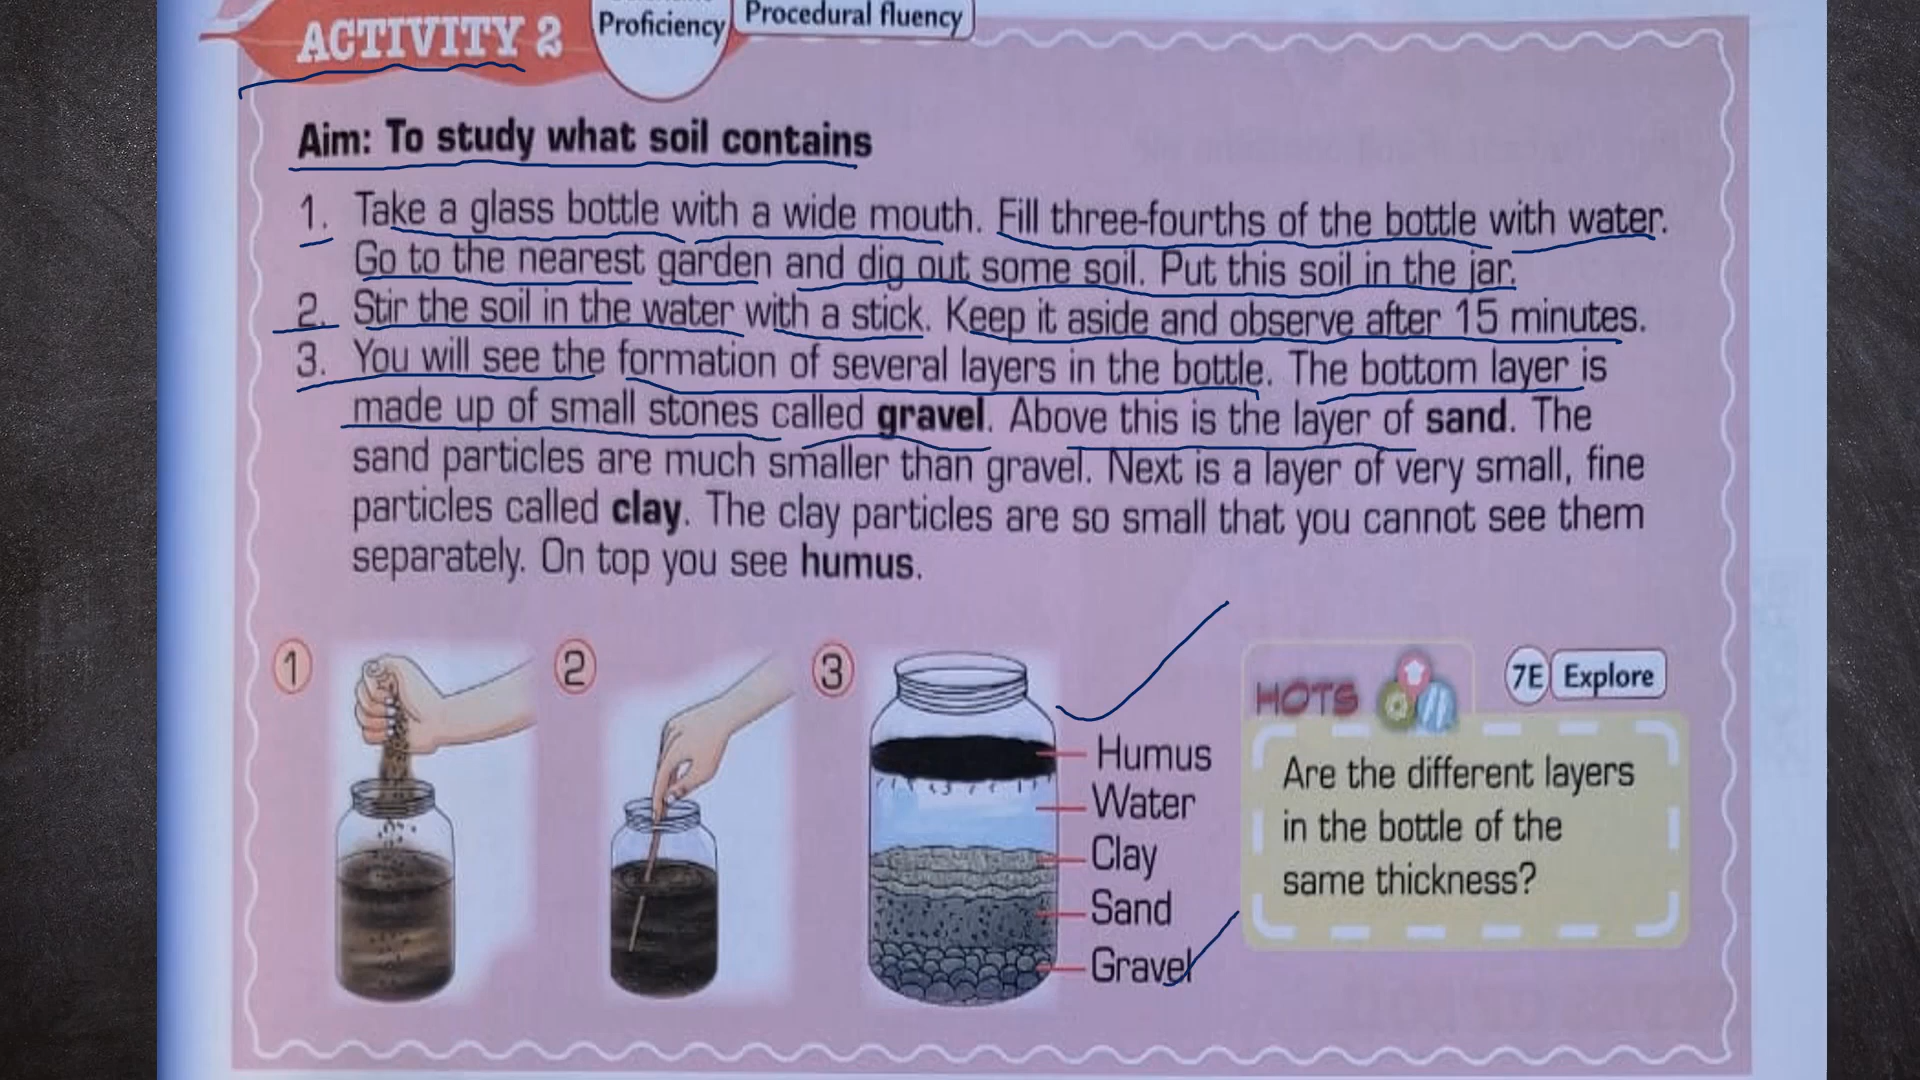 ACTIVITY 2
Proficiency
Procedural fluency
Aim: To study what soil contains
1. Take a glass bottle with a wide mouth. Fill three-fourths of the bottle with water.
Go to the nearest garden and dig out some soil. Put this soil in the jar.
2. Stir the soil in the water with a stick. Keep it aside and observe after 15 minutes.
3. You will see the formation of several layers in the bottle. The bottom layer is
made up of small stones called gravel. Above this is the layer of sand. The
sand particles are much smaller than gravel. Next is a layer of very small, fine
particles called clay. The clay particles are so small that you cannot see them
separately. On top you see humus.
1
2
3
Humus
Water
Clay
Sand
Gravel
HOTS
7E Explore
Are the different layers
in the bottle of the
same thickness?